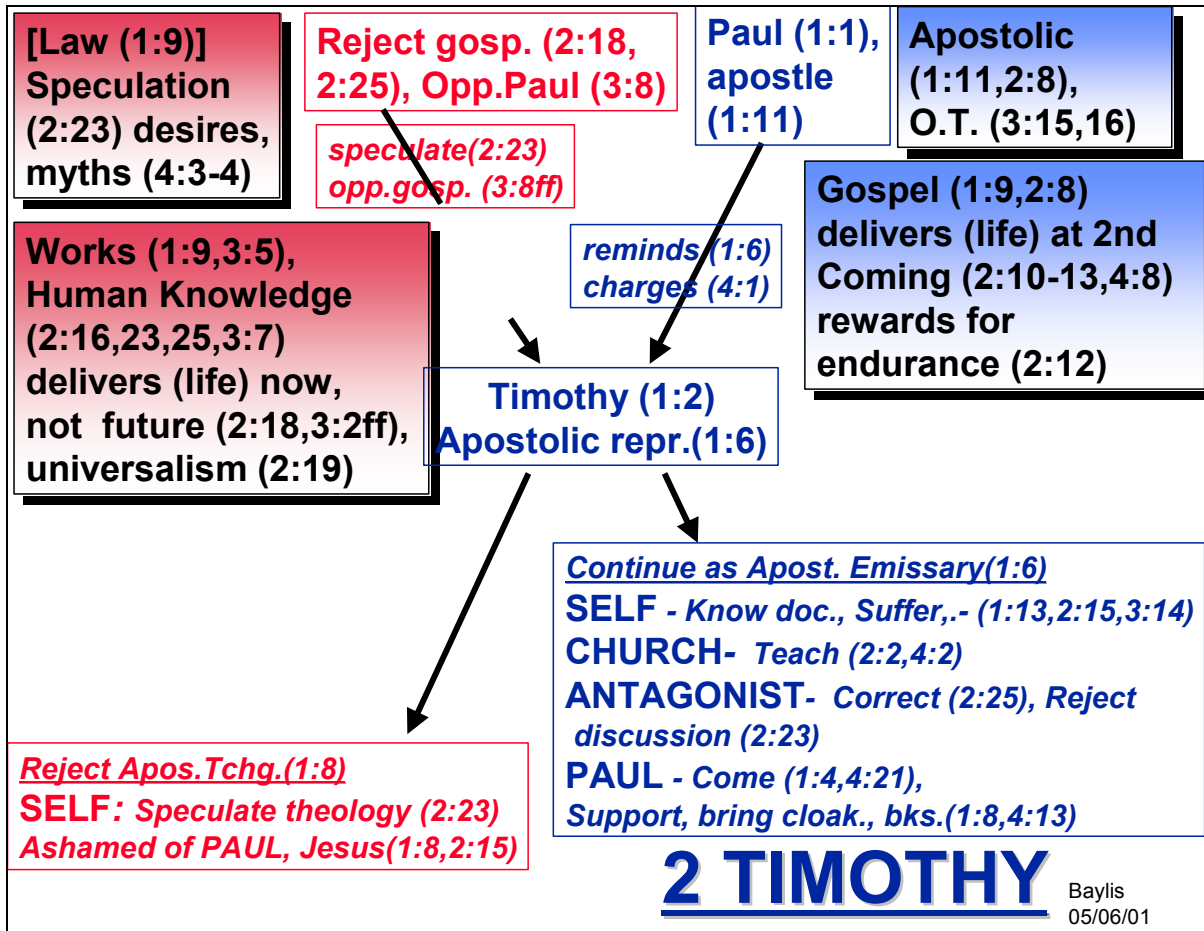 [Law (1:9)]
Speculation
(2:23) desires,
myths (4:3-4)
Reject gosp. (2:18,
2:25), Opp.Paul (3:8)
speculate(2:23)
opp.gosp. (3:8ff)
Paul (1:1),
apostle
(1:11)
Apostolic
(1:11,2:8),
O.T. (3:15,16)
Works (1:9,3:5),
Human Knowledge
(2:16,23,25,3:7)
delivers (life) now,
not future (2:18,3:2ff),
universalism (2:19)
reminds (1:6)
charges (4:1)
Gospel (1:9,2:8)
delivers (life) at 2nd
Coming (2:10-13,4:8)
rewards for
endurance (2:12)
Timothy (1:2)
Apostolic repr.(1:6)
Continue as Apost. Emissary(1:6)
SELF - Know doc., Suffer,.- (1:13,2:15,3:14)
CHURCH- Teach (2:2,4:2)
ANTAGONIST- Correct (2:25), Reject
discussion (2:23)
PAUL - Come (1:4,4:21),
Support, bring cloak., bks.(1:8,4:13)
Reject Apos.Tchg.(1:8)
SELF: Speculate theology (2:23)
Ashamed of PAUL, Jesus(1:8,2:15)
2 TIMOTHY
Baylis
05/06/01